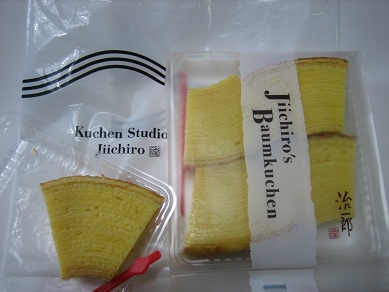 Kuchen Studio
Jiichiro
Jiichiro's
Baumkuchen
治一郎